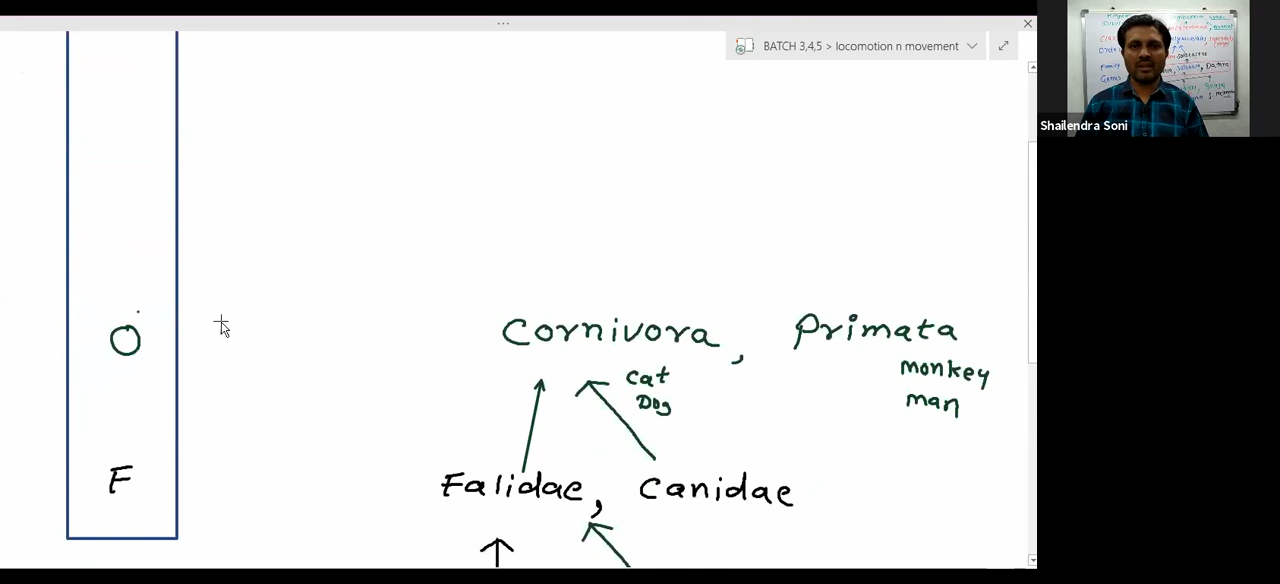 BATCH 3,4,5 > locomotion n movement
Shailendra Soni
O
Cornivora, Primata
Cat
Dog
monkey
man
F
Falidae, Canidae